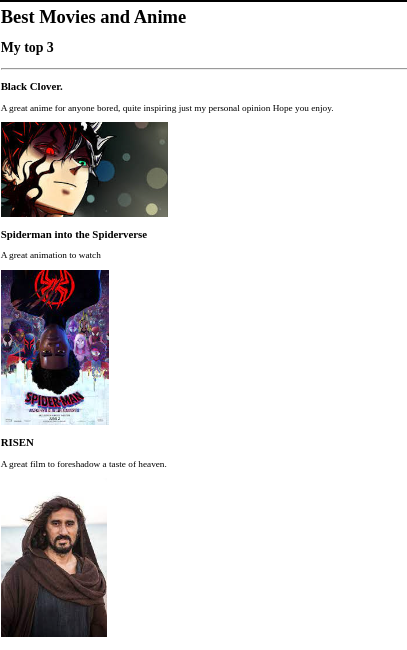 Best Movies and Anime
My top 3
Black Clover.
A great anime for anyone bored, quite inspiring just my personal opinion Hope you enjoy.
Spiderman into the Spiderverse
A great animation to watch
SPIDER-MAN
RISEN
A great film to foreshadow a taste of heaven.